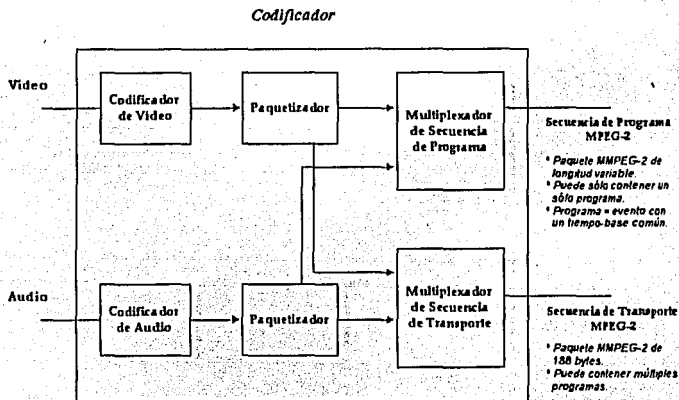 Codificador
Video
Codificador
de Video
Paquetizador
Multiplexador
de Secuencia
de Programa
Secuencia de Programa
MPEG-2
* Paquete MMPEG-2 de
longitud variable.
* Puede sólo contener un
sólo programa.
* Programa = evento con
un tiempo-base común.
Audio
Codificador
de Audio
Paquetizador
Multiplexador
de Secuencia
de Transporte
Secuencia de Transporte
MPEG-2
* Paquete MMPEG-2 de
188 bytes.
* Puede contener múltiples
programas.